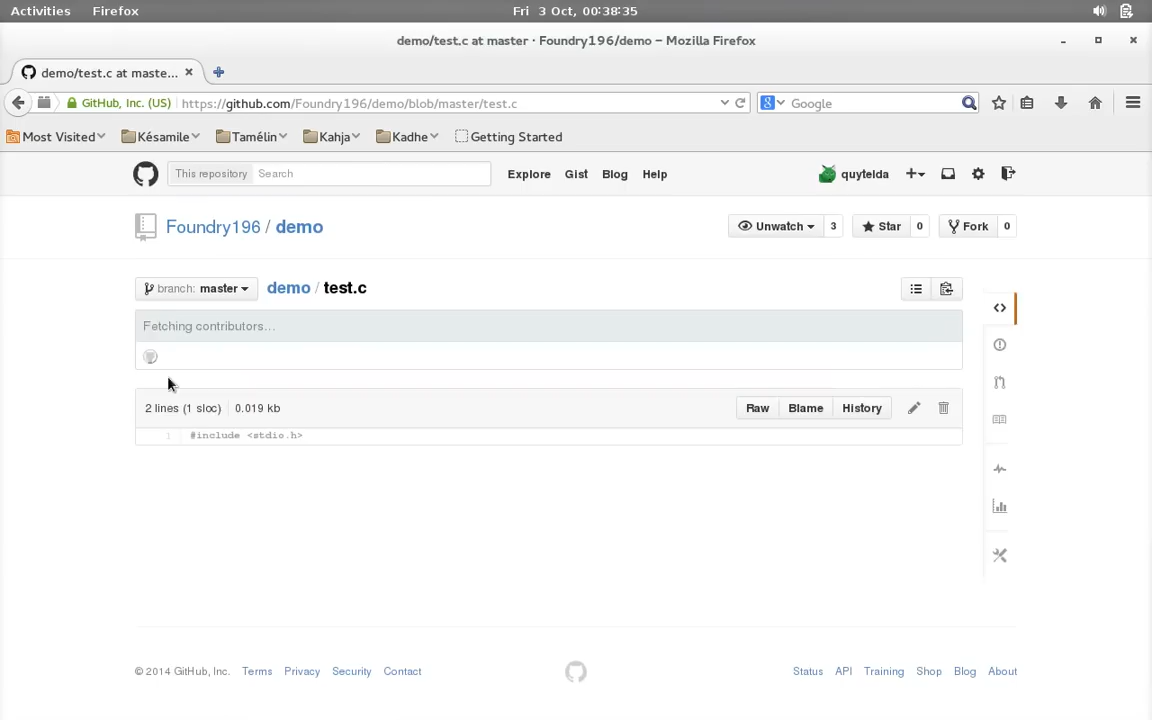 Activities Firefox Fri 3 Oct, 00:38:35
demo/test.c at master · Foundry196/demo – Mozilla Firefox
demo/test.c at maste...
GitHub, Inc. (US) https://github.com/Foundry196/demo/blob/master/test.c Google
Most Visited Késamile Tamélin Kahja Kadhe Getting Started
This repository Search Explore Gist Blog Help quytelda
Foundry196 / demo Unwatch 3 Star 0 Fork 0
branch: master demo / test.c
Fetching contributors...
2 lines (1 sloc) 0.019 kb Raw Blame History
1 #include <stdio.h>
© 2014 GitHub, Inc. Terms Privacy Security Contact Status API Training Shop Blog About